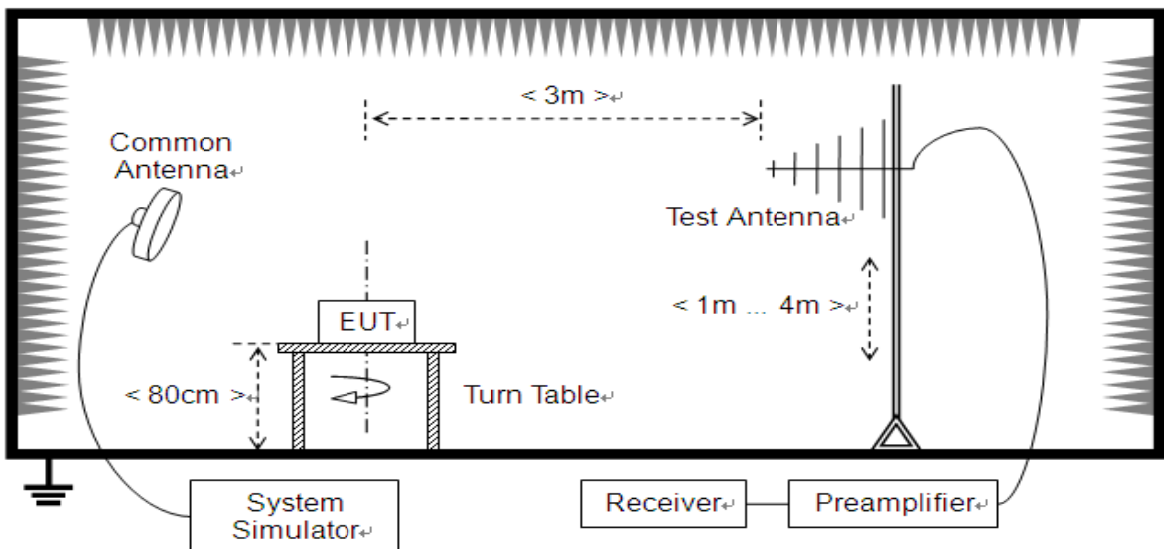 < 3m >↵
Common
Antenna↵
Test Antenna↵
< 1m ... 4m >↵
EUT↵
< 80cm >↵
Turn Table↵
System
Simulator↵
Receiver↵
Preamplifier↵